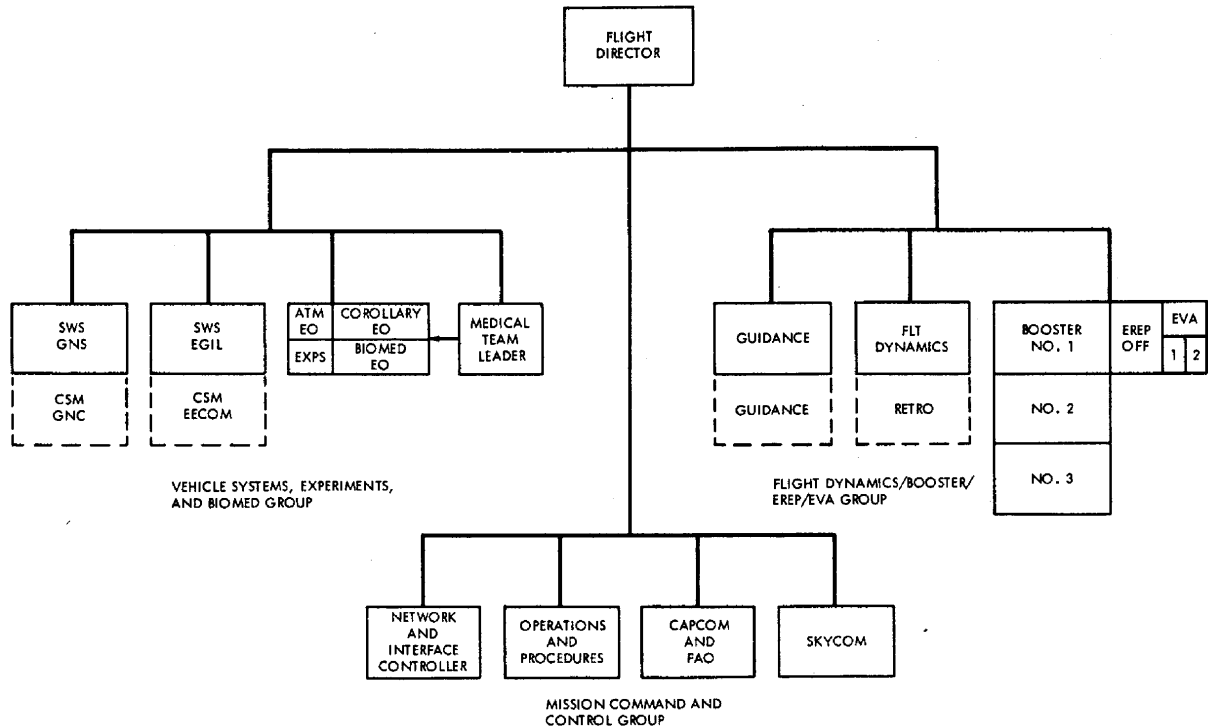 FLIGHT
DIRECTOR
SWS
GNS
CSM
GNC
SWS
EGIL
CSM
EECOM
ATM
EO
COROLLARY
EO
EXPS
BIOMED
EO
MEDICAL
TEAM
LEADER
VEHICLE SYSTEMS, EXPERIMENTS,
AND BIOMED GROUP
GUIDANCE
GUIDANCE
FLT
DYNAMICS
RETRO
BOOSTER
NO. 1
NO. 2
NO. 3
EREP
OFF
EVA
1 2
FLIGHT DYNAMICS/BOOSTER/
EREP/EVA GROUP
NETWORK
AND
INTERFACE
CONTROLLER
OPERATIONS
AND
PROCEDURES
CAPCOM
AND
FAO
SKYCOM
MISSION COMMAND AND
CONTROL GROUP